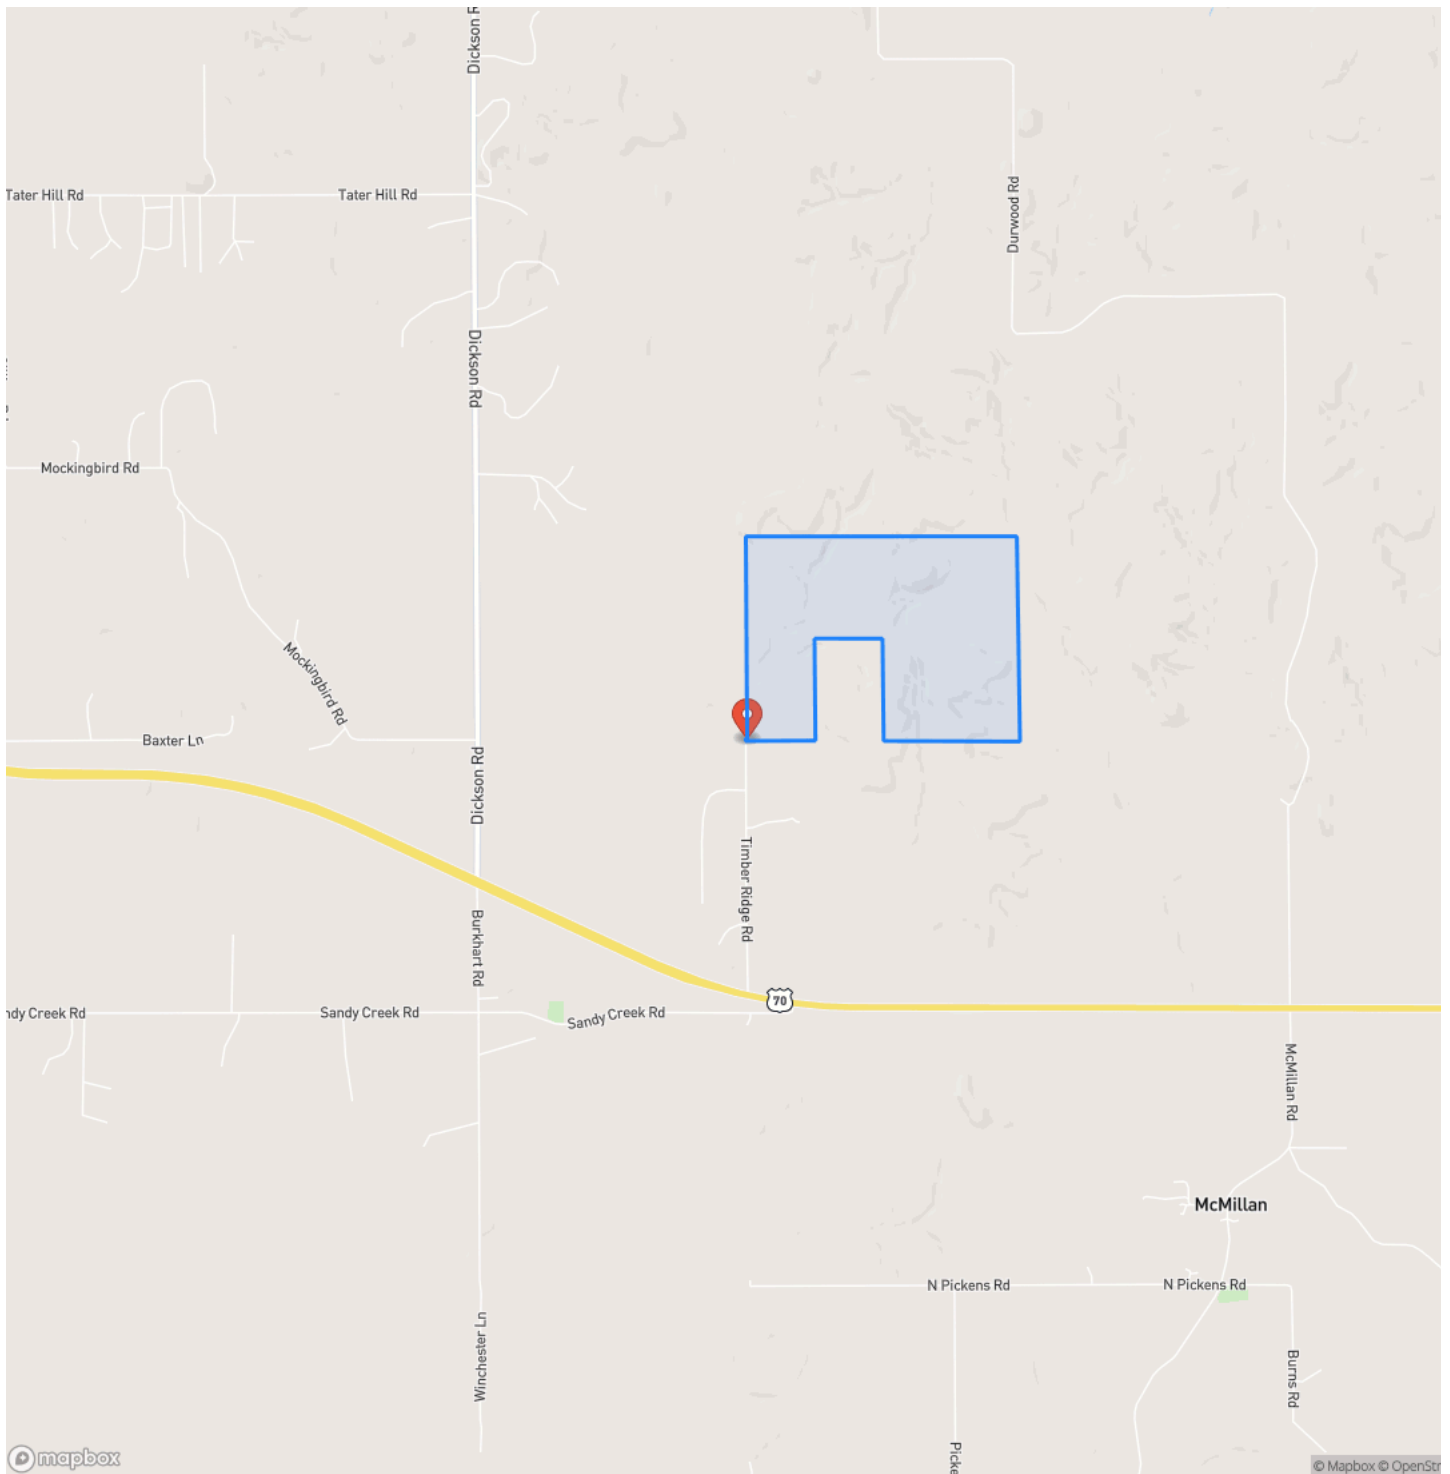 Dickson R
Tater Hill Rd
Tater Hill Rd
Durwood Rd
Dickson Rd
Mockingbird Rd
Mockingbird Rd
Baxter Ln
Dickson Rd
Timber Ridge Rd
Burkhart Rd
70
ndy Creek Rd
Sandy Creek Rd
Sandy Creek Rd
McMillan Rd
McMillan
N Pickens Rd
N Pickens Rd
Winchester Ln
Burns Rd
Picke
mapbox
© Mapbox © OpenStr